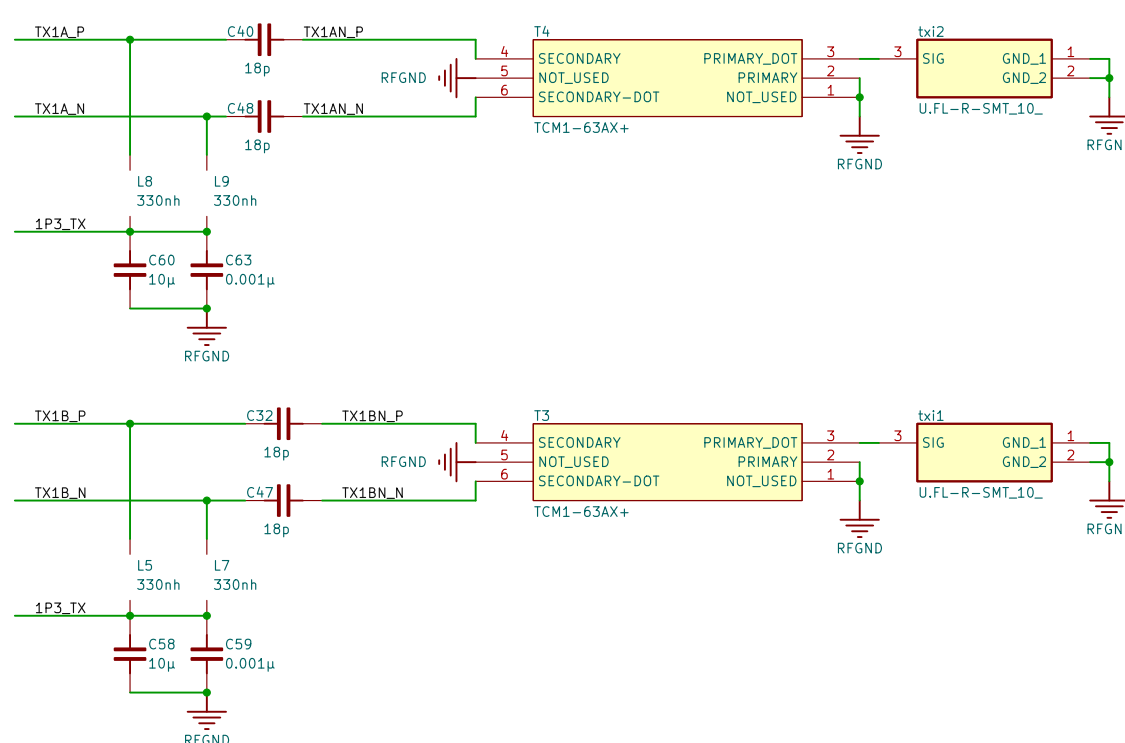 TX1A_P
C40
18p
TX1AN_P
TX1A_N
C48
18p
TX1AN_N
L8
330nh
L9
330nh
1P3_TX
C60
10µ
C63
0.001µ
RFGND
RFGND
T4
4
5
6
SECONDARY
NOT_USED
SECONDARY-DOT
PRIMARY_DOT
PRIMARY
NOT_USED
3
2
1
TCM1-63AX+
RFGND
txi2
3
SIG
GND_1
GND_2
1
2
U.FL-R-SMT_10_
RFGN
TX1B_P
C32
18p
TX1BN_P
TX1B_N
C47
18p
TX1BN_N
L5
330nh
L7
330nh
1P3_TX
C58
10µ
C59
0.001µ
RFGND
RFGND
T3
4
5
6
SECONDARY
NOT_USED
SECONDARY-DOT
PRIMARY_DOT
PRIMARY
NOT_USED
3
2
1
TCM1-63AX+
RFGND
txi1
3
SIG
GND_1
GND_2
1
2
U.FL-R-SMT_10_
RFGN